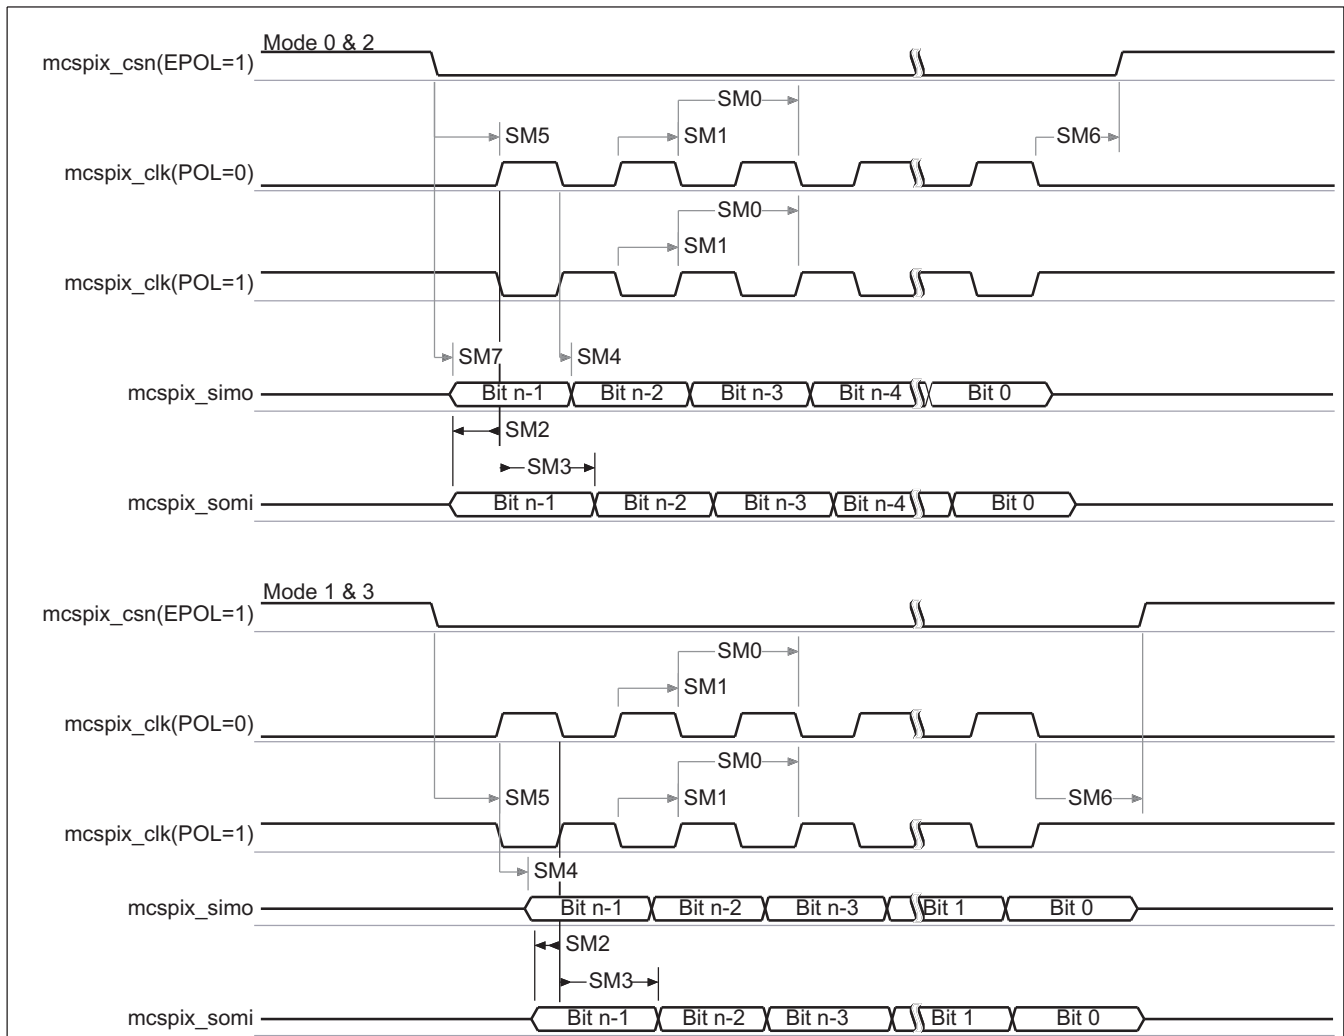 Mode 0 & 2
mcspix_csn(EPOL=1)
SM0
SM5
SM1
SM6
mcspix_clk(POL=0)
SM0
SM1
mcspix_clk(POL=1)
SM7
SM4
mcspix_simo
Bit n-1 Bit n-2 Bit n-3 Bit n-4 Bit 0
SM2
SM3
mcspix_somi
Bit n-1 Bit n-2 Bit n-3 Bit n-4 Bit 0
Mode 1 & 3
mcspix_csn(EPOL=1)
SM0
SM1
mcspix_clk(POL=0)
SM0
SM5
SM1
SM6
mcspix_clk(POL=1)
SM4
mcspix_simo
Bit n-1 Bit n-2 Bit n-3 Bit 1 Bit 0
SM2
SM3
mcspix_somi
Bit n-1 Bit n-2 Bit n-3 Bit 1 Bit 0